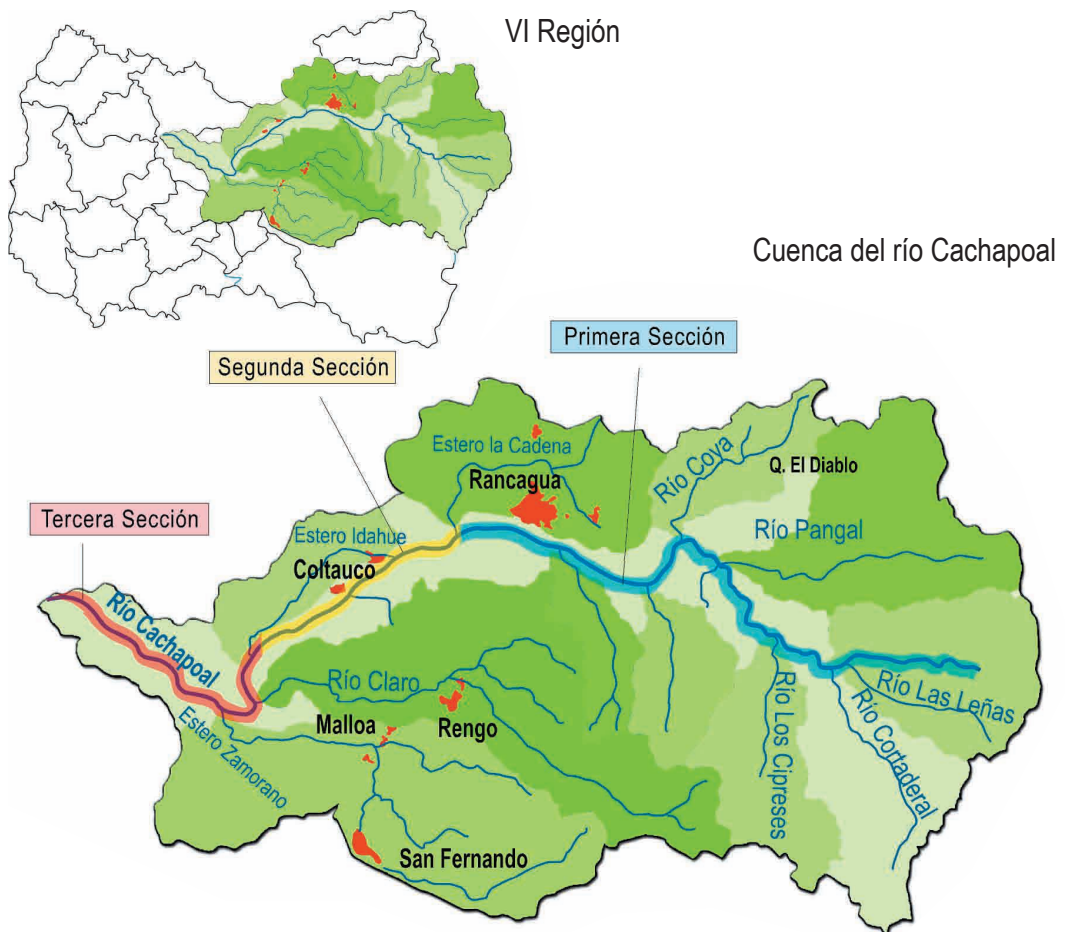 VI Región
Cuenca del río Cachapoal
Primera Sección
Segunda Sección
Tercera Sección
Estero la Cadena
Rancagua
Río Coya
Q. El Diablo
Río Pangal
Estero Idahue
Coltauco
Río Cachapoal
Río Claro
Río Las Leñas
Río Los Cipreses
Río Cortaderal
Malloa
Rengo
Estero Zamorano
San Fernando